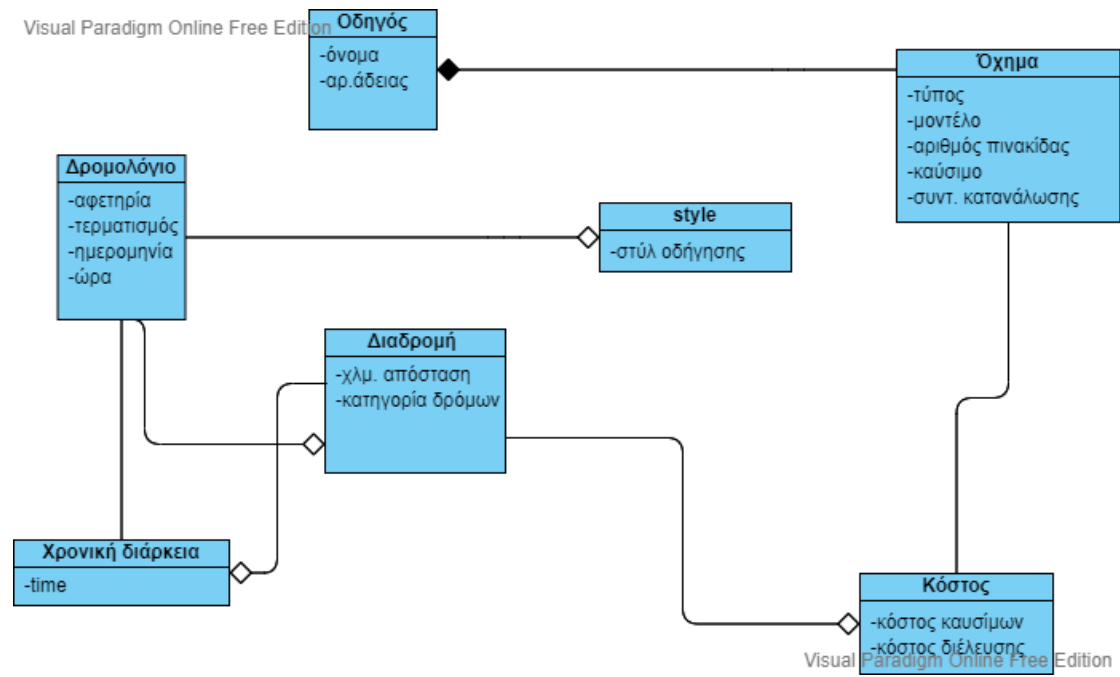 Visual Paradigm Online Free Edition
Οδηγός
-όνομα
-αρ.άδειας
Όχημα
-τύπος
-μοντέλο
-αριθμός πινακίδας
-καύσιμο
-συντ. κατανάλωσης
Δρομολόγιο
-αφετηρία
-τερματισμός
-ημερομηνία
-ώρα
style
-στύλ οδήγησης
Διαδρομή
-χλμ. απόσταση
-κατηγορία δρόμων
Χρονική διάρκεια
-time
Κόστος
-κόστος καυσίμων
-κόστος διέλευσης
Visual Paradigm Online Free Edition